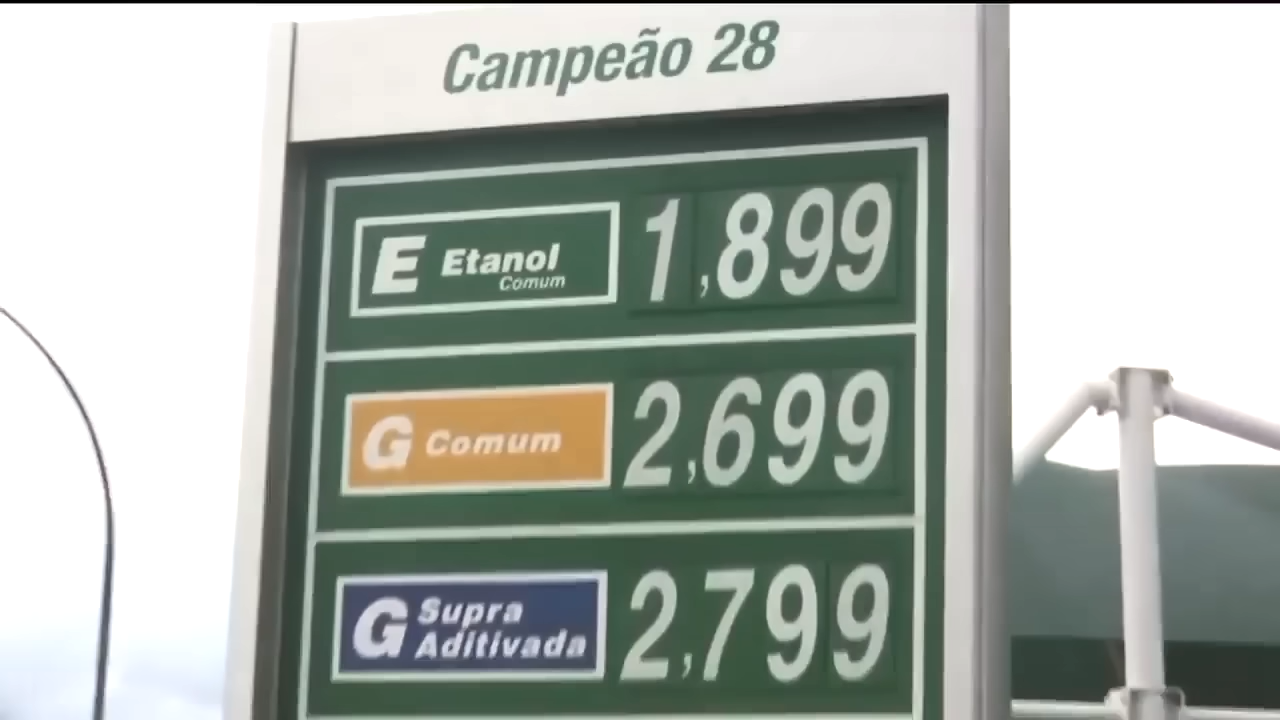 Campeão 28
E Etanol 1,899
Comum
G Comum 2,699
G Supra Aditivada 2,799